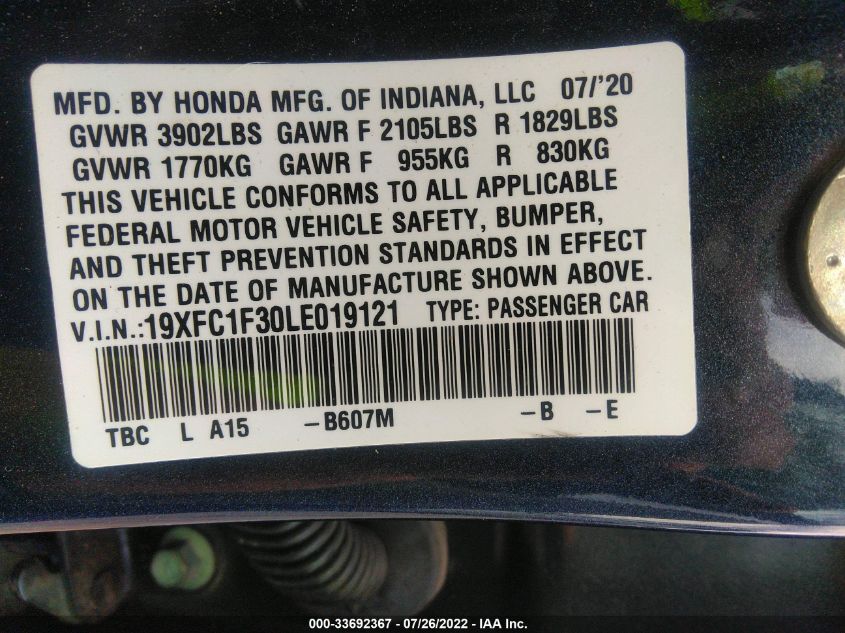 MFD. BY HONDA MFG. OF INDIANA, LLC 07/'20
GVWR 3902LBS GAWR F 2105LBS R 1829LBS
GVWR 1770KG GAWR F 955KG R 830KG
THIS VEHICLE CONFORMS TO ALL APPLICABLE
FEDERAL MOTOR VEHICLE SAFETY, BUMPER,
AND THEFT PREVENTION STANDARDS IN EFFECT
ON THE DATE OF MANUFACTURE SHOWN ABOVE.
V.I.N.:19XFC1F30LE019121 TYPE: PASSENGER CAR
TBC L A15 –B607M –B –E
000-33692367 - 07/26/2022 - IAA Inc.